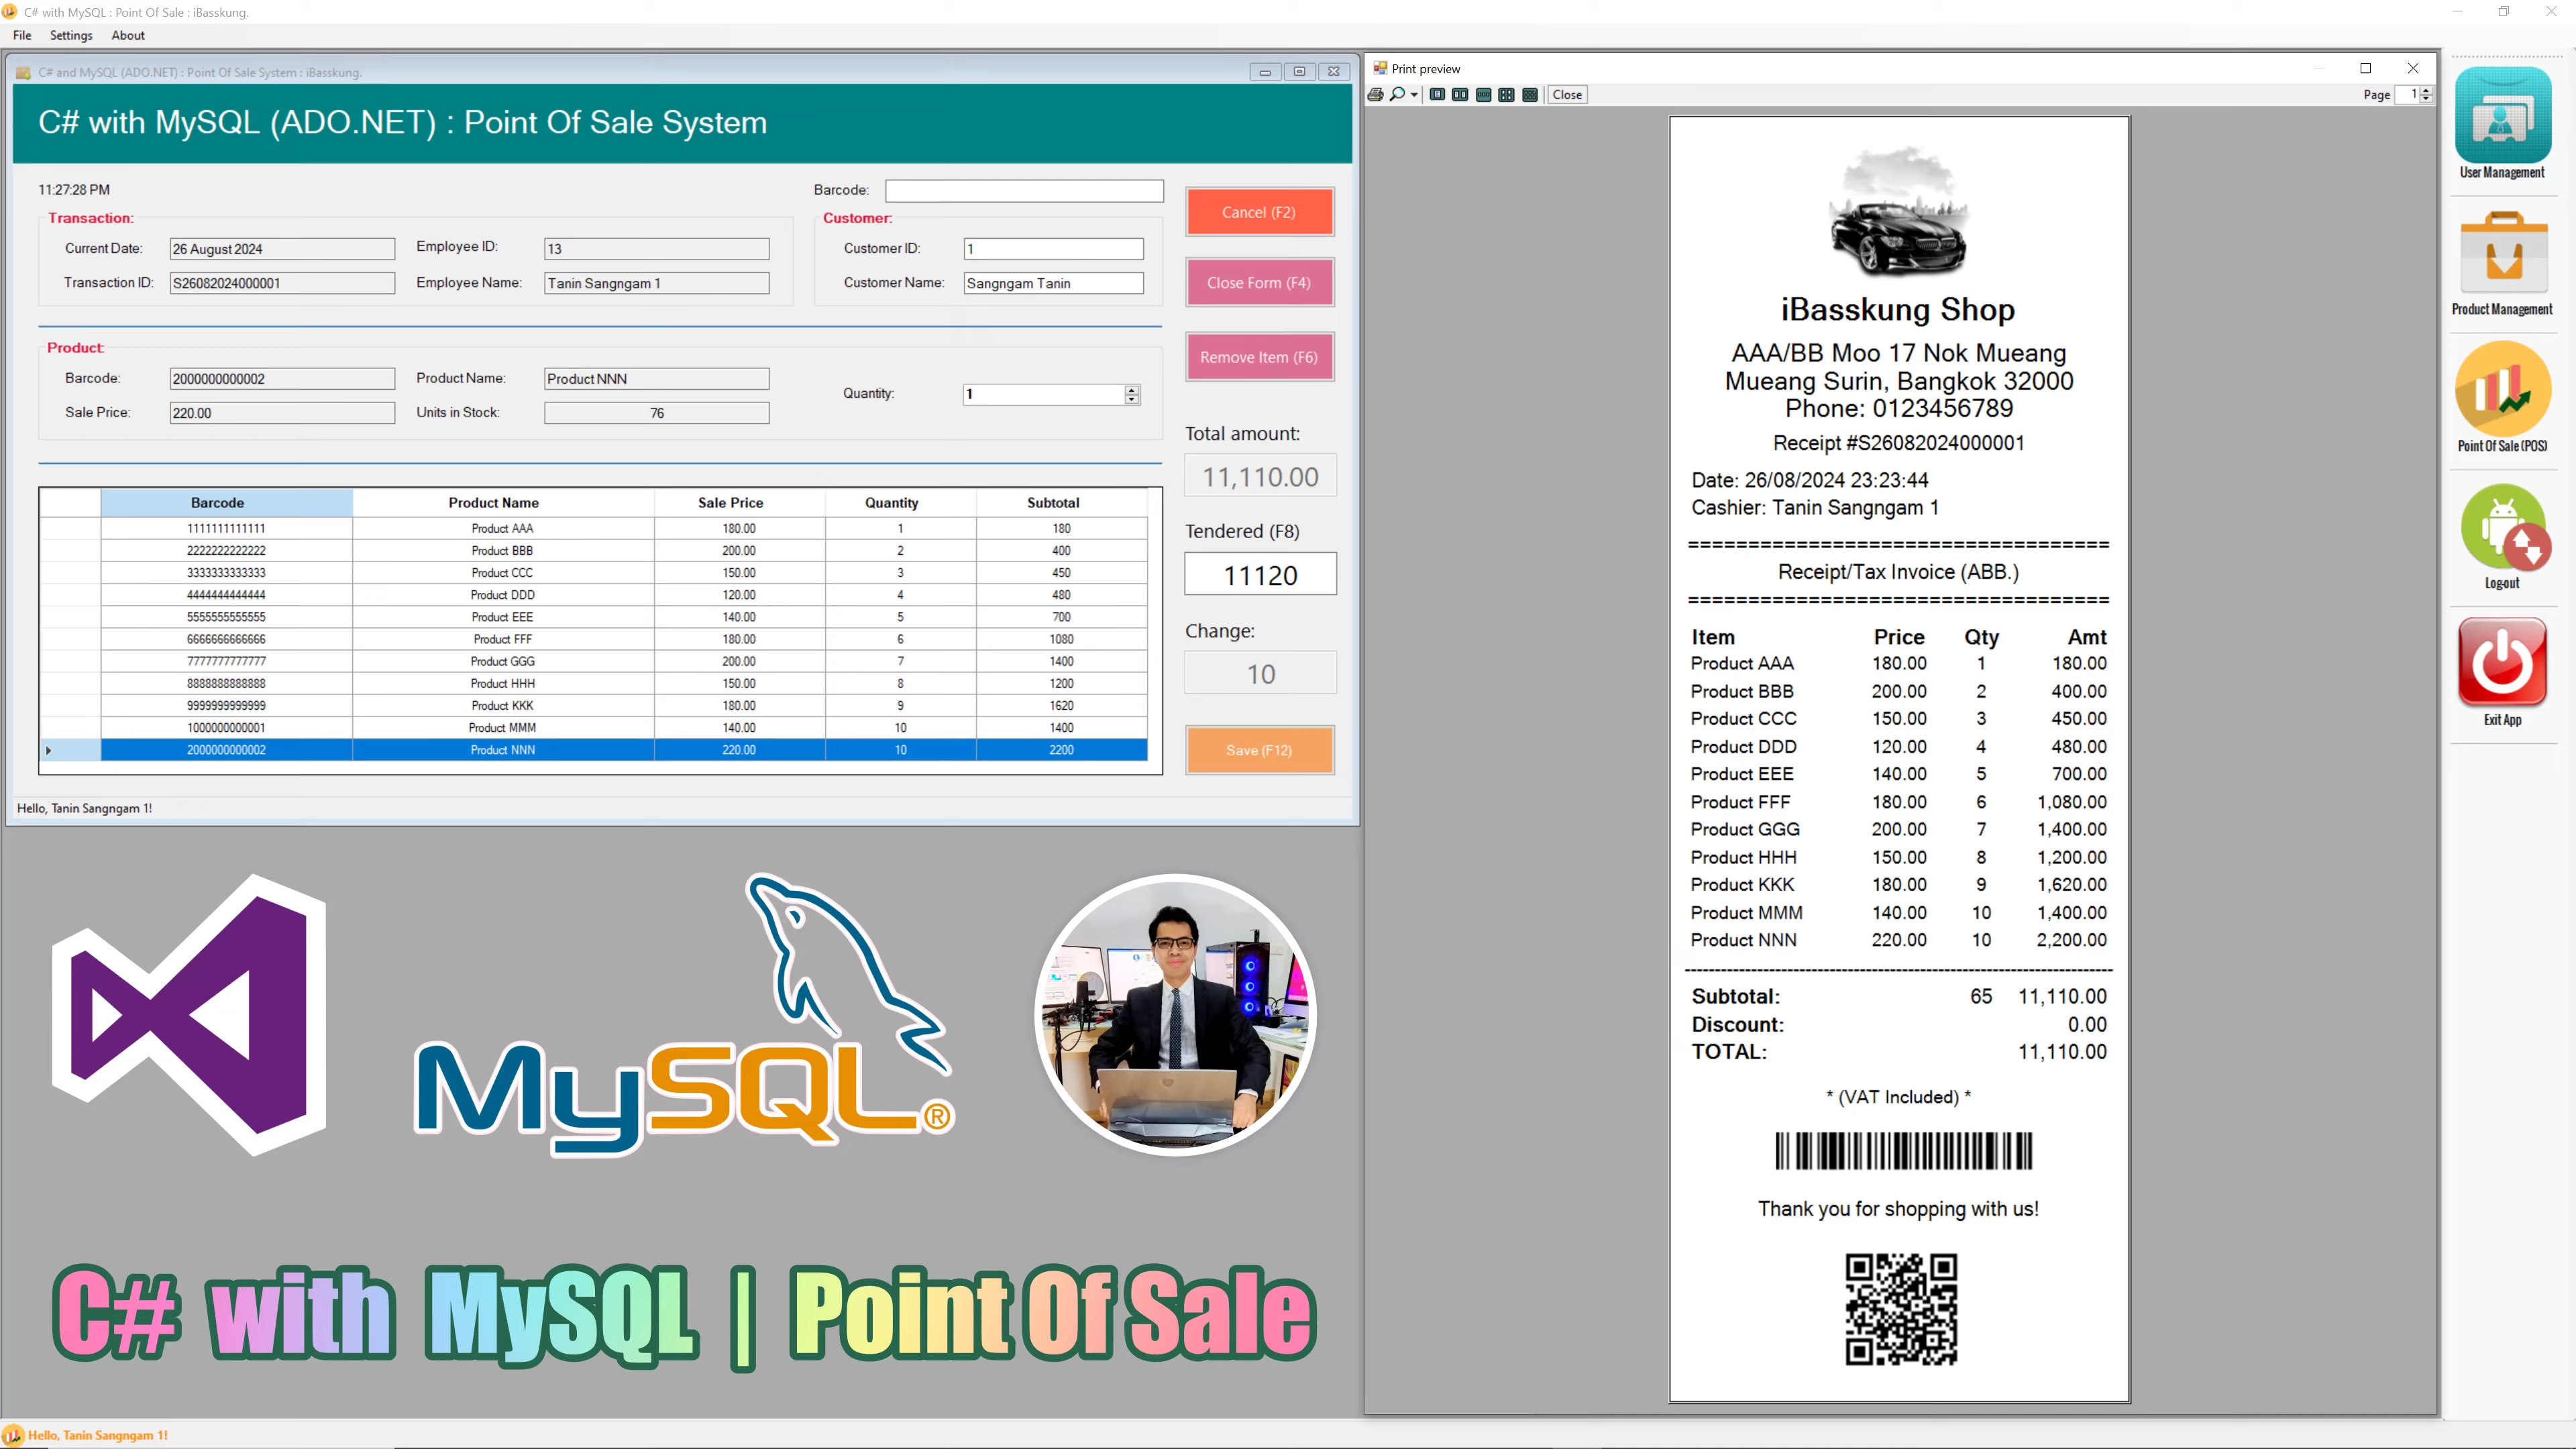 C# with MySQL : Point Of Sale : iBasskung.
File Settings About
C# and MySQL (ADO.NET) : Point Of Sale System : iBasskung.
C# with MySQL (ADO.NET) : Point Of Sale System
11:27:28 PM
Barcode:
Transaction:
Current Date: 26 August 2024 Employee ID: 13
Transaction ID: S26082024000001 Employee Name: Tanin Sangngam 1
Customer:
Customer ID: 1
Customer Name: Sangngam Tanin
Product:
Barcode: 2000000000002 Product Name: Product NNN
Sale Price: 220.00 Units in Stock: 76
Quantity: 1
Barcode Product Name Sale Price Quantity Subtotal
1111111111111 Product AAA 180.00 1 180
2222222222222 Product BBB 200.00 2 400
3333333333333 Product CCC 150.00 3 450
4444444444444 Product DDD 120.00 4 480
5555555555555 Product EEE 140.00 5 700
6666666666666 Product FFF 180.00 6 1080
7777777777777 Product GGG 200.00 7 1400
8888888888888 Product HHH 150.00 8 1200
9999999999999 Product KKK 180.00 9 1620
1000000000001 Product MMM 140.00 10 1400
2000000000002 Product NNN 220.00 10 2200
Cancel (F2)
Close Form (F4)
Remove Item (F6)
Total amount:
11,110.00
Tendered (F8)
11120
Change:
10
Save (F12)
Hello, Tanin Sangngam 1!
MySQL®
C# with MySQL | Point Of Sale
Print preview
Close
Page 1
iBasskung Shop
AAA/BB Moo 17 Nok Mueang
Mueang Surin, Bangkok 32000
Phone: 0123456789
Receipt #S26082024000001
Date: 26/08/2024 23:23:44
Cashier: Tanin Sangngam 1
===================================
Receipt/Tax Invoice (ABB.)
===================================
Item Price Qty Amt
Product AAA 180.00 1 180.00
Product BBB 200.00 2 400.00
Product CCC 150.00 3 450.00
Product DDD 120.00 4 480.00
Product EEE 140.00 5 700.00
Product FFF 180.00 6 1,080.00
Product GGG 200.00 7 1,400.00
Product HHH 150.00 8 1,200.00
Product KKK 180.00 9 1,620.00
Product MMM 140.00 10 1,400.00
Product NNN 220.00 10 2,200.00
Subtotal: 65 11,110.00
Discount: 0.00
TOTAL: 11,110.00
* (VAT Included) *
Thank you for shopping with us!
User Management
Product Management
Point Of Sale (POS)
Log-out
Exit App
Hello, Tanin Sangngam 1!